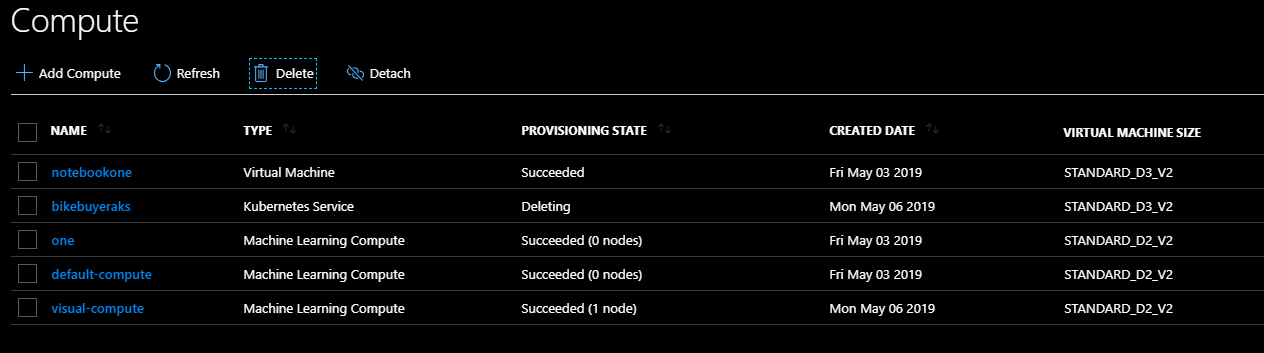 Compute
Add Compute Refresh Delete Detach
NAME TYPE PROVISIONING STATE CREATED DATE VIRTUAL MACHINE SIZE
notebookone Virtual Machine Succeeded Fri May 03 2019 STANDARD_D3_V2
bikebuyeraks Kubernetes Service Deleting Mon May 06 2019 STANDARD_D3_V2
one Machine Learning Compute Succeeded (0 nodes) Fri May 03 2019 STANDARD_D2_V2
default-compute Machine Learning Compute Succeeded (0 nodes) Fri May 03 2019 STANDARD_D2_V2
visual-compute Machine Learning Compute Succeeded (1 node) Mon May 06 2019 STANDARD_D2_V2